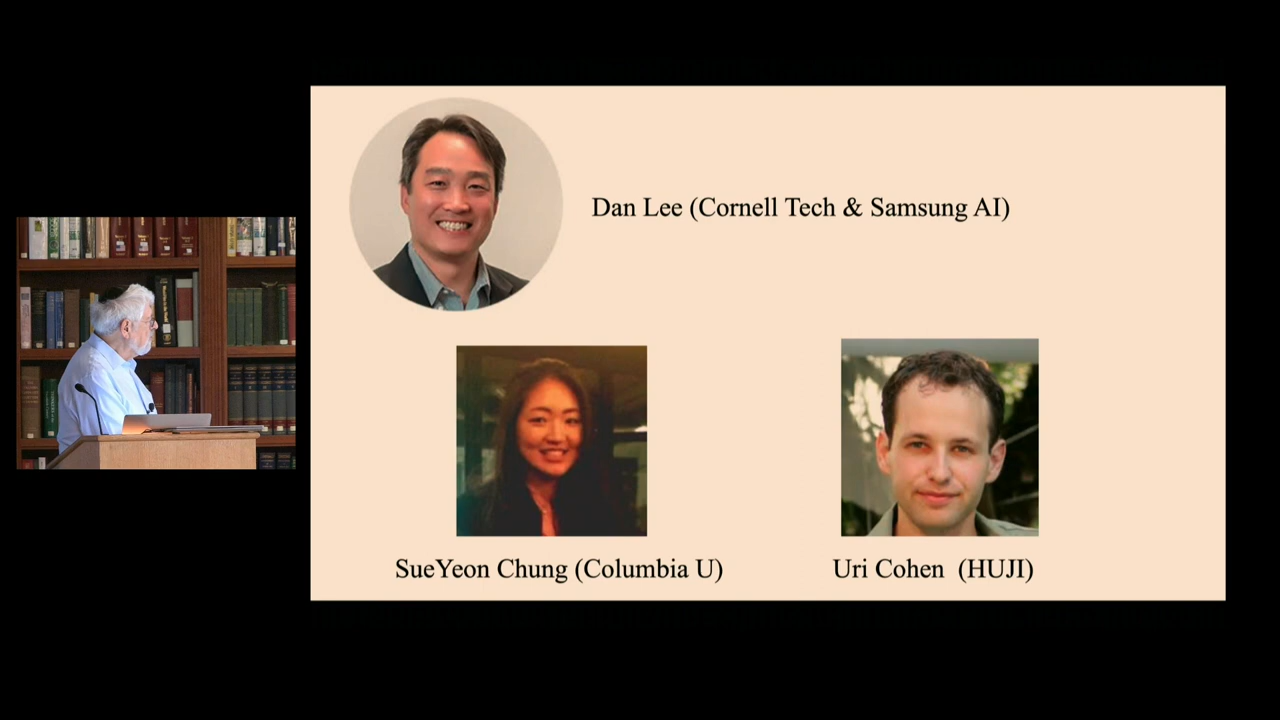 Dan Lee (Cornell Tech & Samsung AI)
SueYeon Chung (Columbia U)
Uri Cohen (HUJI)